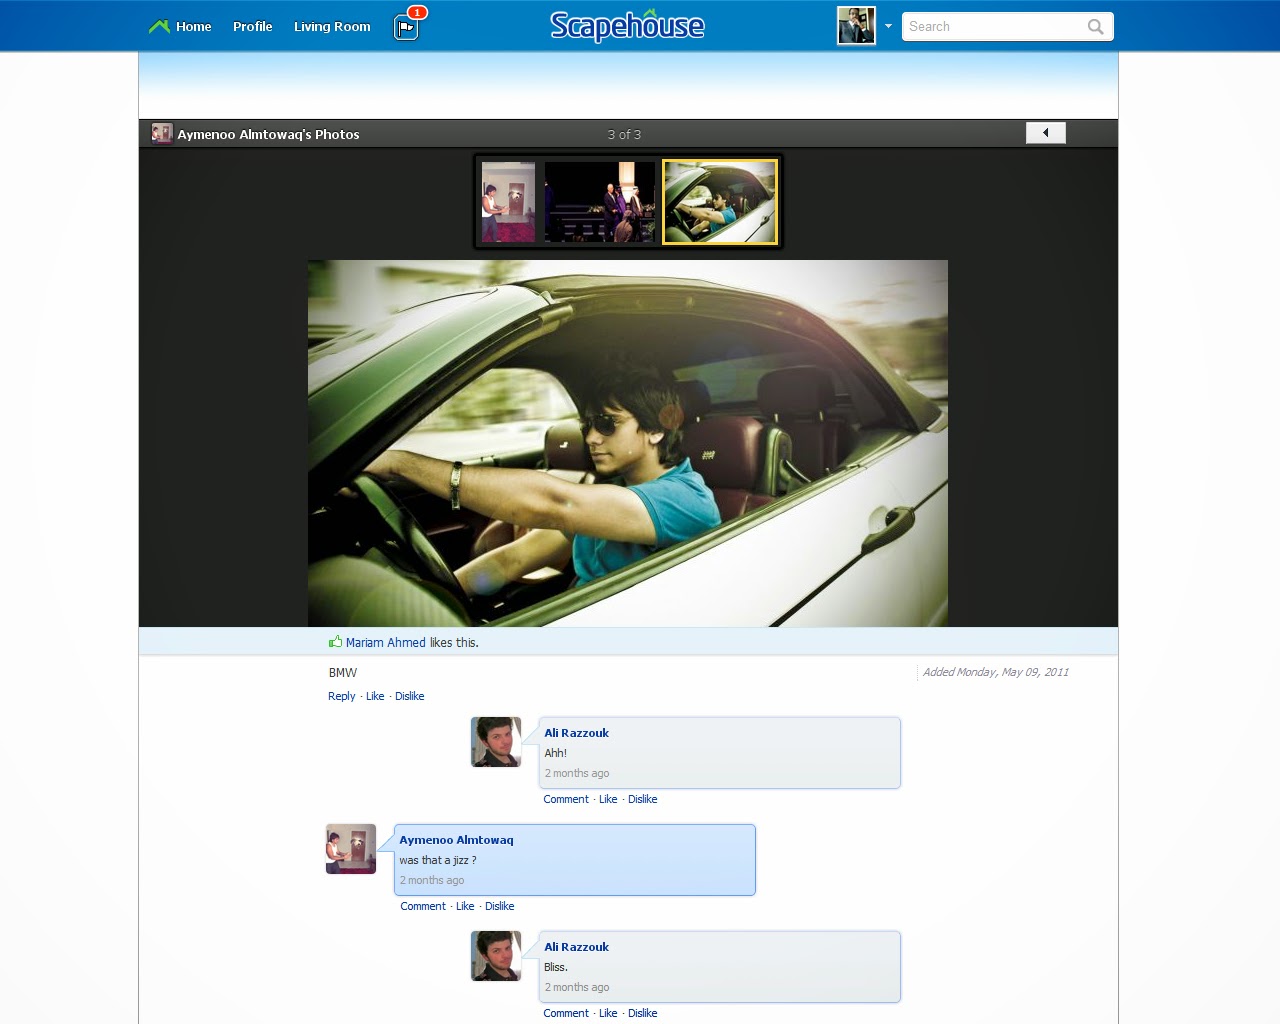 Home Profile Living Room 1 Scapehouse Search
Aymenoo Almtowaq's Photos 3 of 3
Mariam Ahmed likes this.
BMW Added Monday, May 09, 2011
Reply · Like · Dislike
Ali Razzouk
Ahh!
2 months ago
Comment · Like · Dislike
Aymenoo Almtowaq
was that a jizz ?
2 months ago
Comment · Like · Dislike
Ali Razzouk
Bliss.
2 months ago
Comment · Like · Dislike